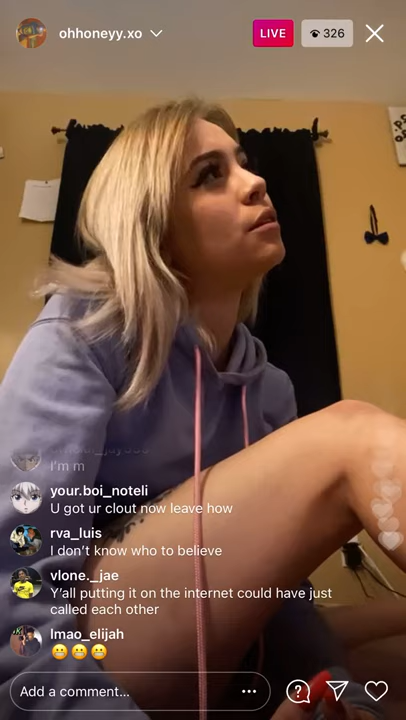 ohhoneyy.xo
LIVE
326
I'm m
your.boi_noteli
U got ur clout now leave how
rva_luis
I don't know who to believe
vlone._jae
Y'all putting it on the internet could have just
called each other
lmao_elijah
😬😬😬
Add a comment...